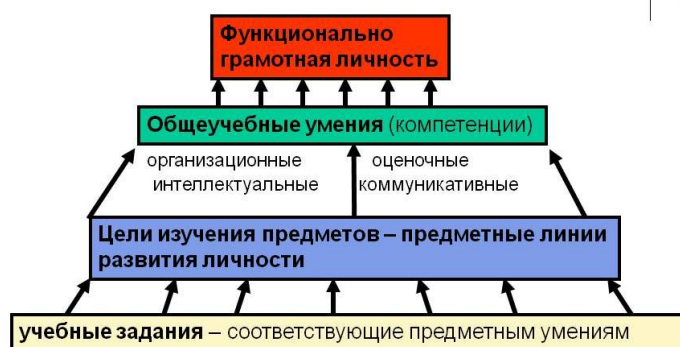 Функционально
грамотная личность
Общеучебные умения (компетенции)
организационные оценочные
интеллектуальные коммуникативные
Цели изучения предметов – предметные линии
развития личности
учебные задания – соответствующие предметным умениям